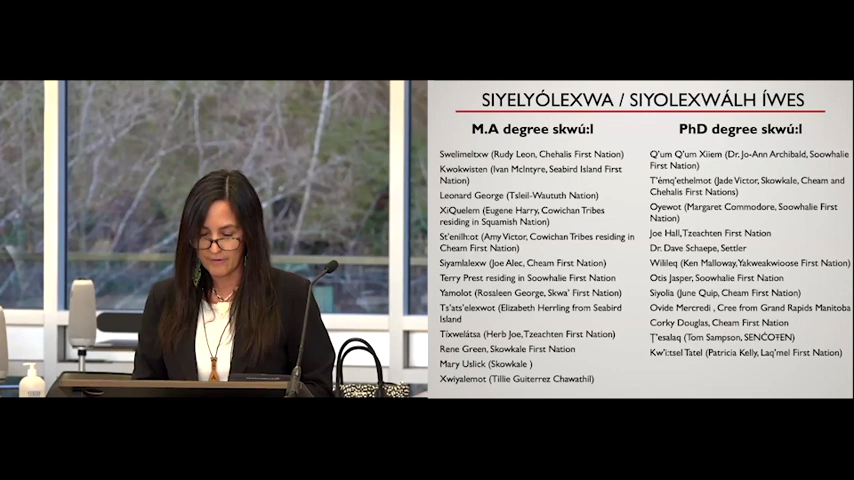 SIYELYÓLEXWA / SIYOLEXWÁLH ÍWES
M.A degree skwú:l
Swelimeltxw (Rudy Leon, Chehalis First Nation)
Kwokwisten (Ivan McIntyre, Seabird Island First
Nation)
Leonard George (Tsleil-Waututh Nation)
XiQuelem (Eugene Harry, Cowichan Tribes
residing in Squamish Nation)
St'enilh:ot (Amy Victor, Cowichan Tribes residing in
Cheam First Nation)
Siyamlalexw (Joe Alec, Cheam First Nation)
Terry Prest residing in Soowhalie First Nation
Yamolot (Rosaleen George, Skwa' First Nation)
Ts'ats'elexwot (Elizabeth Herrling from Seabird
Island
Tíxwelátsa (Herb Joe, Tzeachten First Nation)
Rene Green, Skowkale First Nation
Mary Uslick (Skowkale )
Xwiyalemot (Tillie Guiterrez Chawathil)
PhD degree skwú:l
Q'um Q'um Xiiem (Dr. Jo-Ann Archibald, Soowhalie
First Nation)
T'émq'ethelmot (Jade Victor, Skowkale, Cheam and
Chehalis First Nations)
Oyewot (Margaret Commodore, Soowhalie First
Nation)
Joe Hall, Tzeachten First Nation
Dr. Dave Schaepe, Settler
Wilileq (Ken Malloway, Yakweakwioose First Nation)
Otis Jasper, Soowhalie First Nation
Siyolia (June Quip, Cheam First Nation)
Ovide Mercredi , Cree from Grand Rapids Manitoba
Corky Douglas, Cheam First Nation
Ț'esalaq (Tom Sampson, SENĆOŦEN)
Kw'i:tsel Tatel (Patricia Kelly, Laq'mel First Nation)